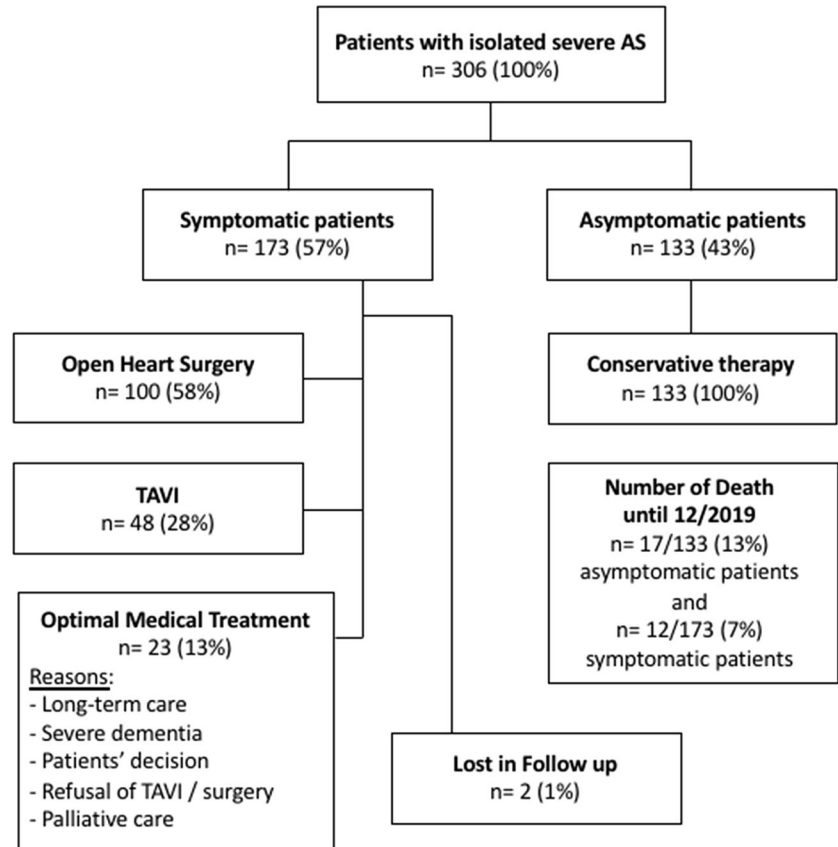 Patients with isolated severe AS
n= 306 (100%)
Symptomatic patients
n= 173 (57%)
Asymptomatic patients
n= 133 (43%)
Open Heart Surgery
n= 100 (58%)
Conservative therapy
n= 133 (100%)
TAVI
n= 48 (28%)
Number of Death
until 12/2019
n= 17/133 (13%)
asymptomatic patients
and
n= 12/173 (7%)
symptomatic patients
Optimal Medical Treatment
n= 23 (13%)
Reasons:
- Long-term care
- Severe dementia
- Patients’ decision
- Refusal of TAVI / surgery
- Palliative care
Lost in Follow up
n= 2 (1%)